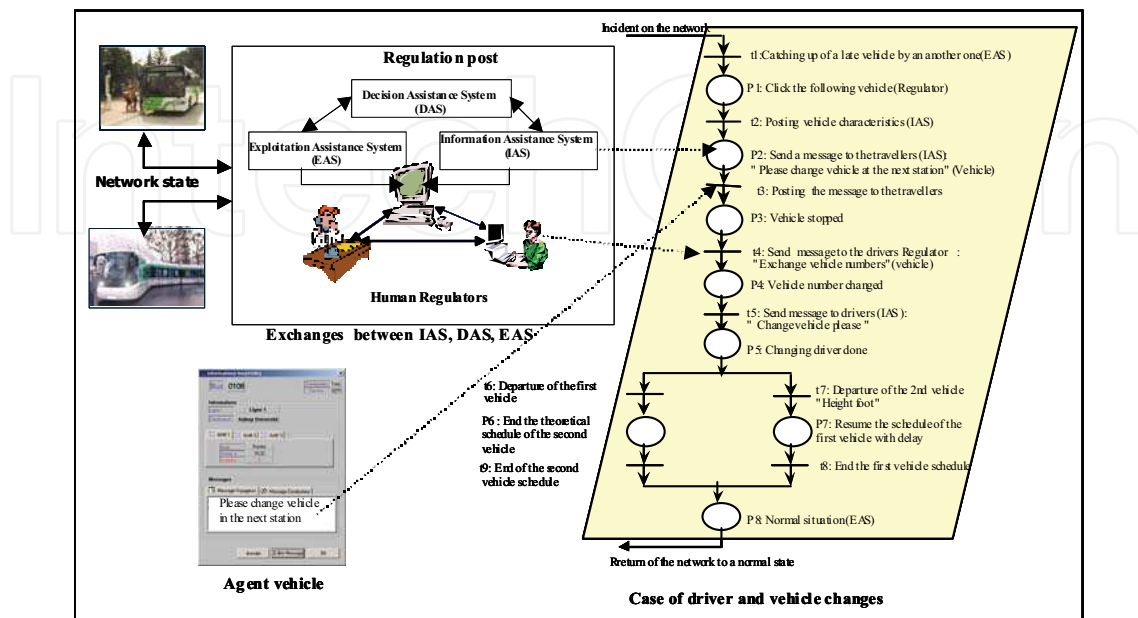 Incident on the network
t1:Catching up of a late vehicle by an another one(EAS)
P1: Click the following vehicle(Regulator)
t2: Posting vehicle characteristics (IAS)
P2: Send a message to the travellers (IAS):
" Please change vehicle at the next station" (Vehicle)
t3: Posting the message to the travellers
P3: Vehicle stopped
t4: Send message to the drivers Regulator :
"Exchange vehicle numbers" (vehicle)
P4: Vehicle number changed
t5: Send message to drivers (IAS):
" Change vehicle please "
P5: Changing driver done
t6: Departure of the first
vehicle
t7: Departure of the 2nd vehicle
"Height foot"
P6 : End the theoretical
schedule of the second
vehicle
P7: Resume the schedule of the
first vehicle with delay
t9: End of the second
vehicle schedule
t8: End the first vehicle schedule
P8: Normal situation(EAS)
Rreturn of the network to a normal state
Case of driver and vehicle changes
Regulation post
Decision Assistance System
(DAS)
Exploitation Assistance System
(EAS)
Information Assistance System
(IAS)
Network state
Human Regulators
Exchanges between IAS, DAS, EAS
Bus 0106
Messages
Please change vehicle
in the next station
Agent vehicle